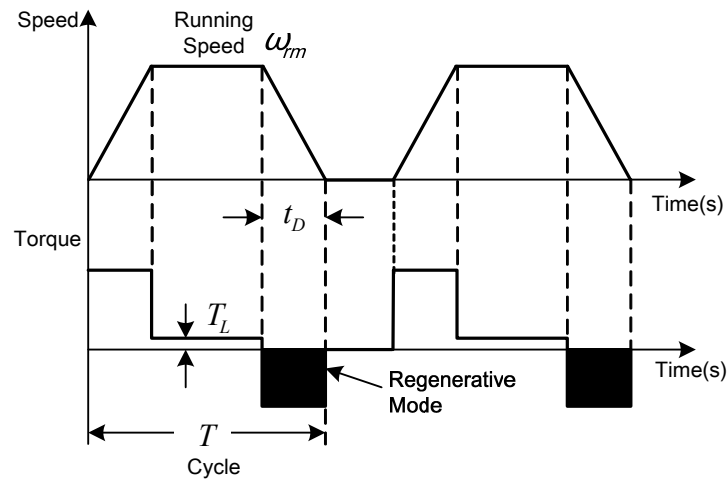 Speed
Running
Speed
ω_rm
Time(s)
t_D
Torque
T_L
Time(s)
Regenerative
Mode
T
Cycle